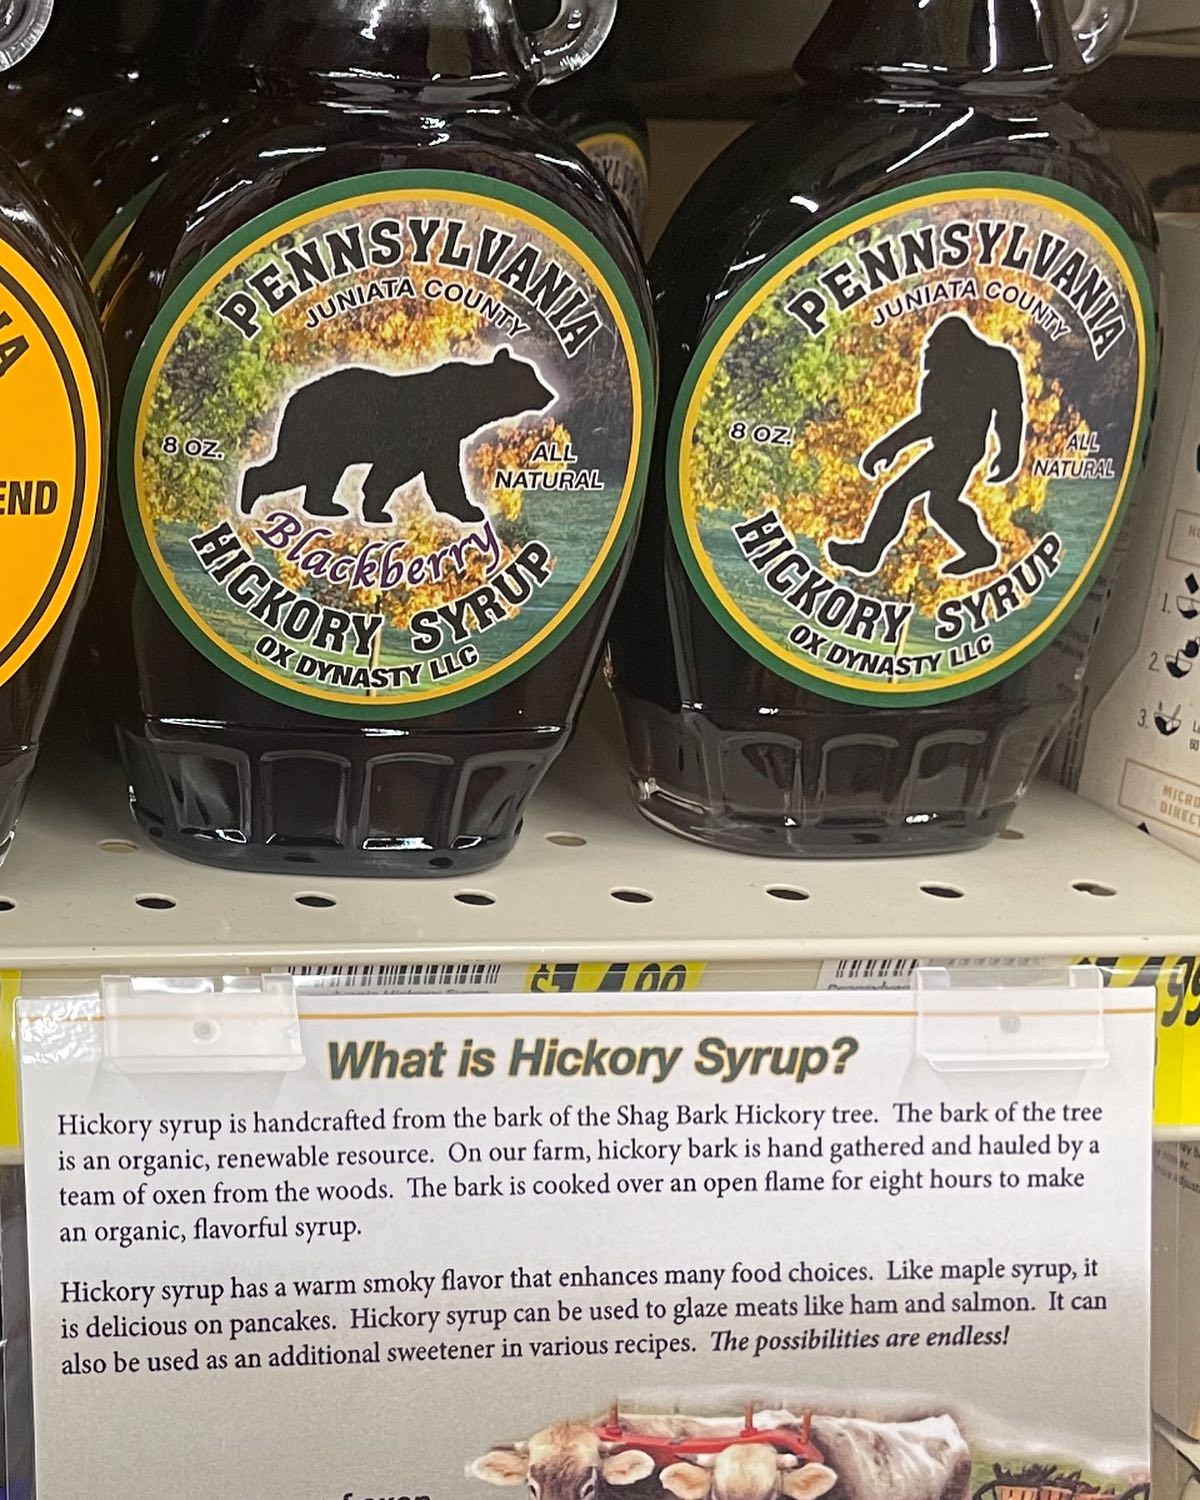 PENNSYLVANIA
JUNIATA COUNTY
8 OZ.
ALL
NATURAL
Blackberry
HICKORY SYRUP
OX DYNASTY LLC
PENNSYLVANIA
JUNIATA COUNTY
8 OZ.
ALL
NATURAL
HICKORY SYRUP
OX DYNASTY LLC
END
1.
2.
3.
What is Hickory Syrup?
Hickory syrup is handcrafted from the bark of the Shag Bark Hickory tree. The bark of the tree
is an organic, renewable resource. On our farm, hickory bark is hand gathered and hauled by a
team of oxen from the woods. The bark is cooked over an open flame for eight hours to make
an organic, flavorful syrup.
Hickory syrup has a warm smoky flavor that enhances many food choices. Like maple syrup, it
is delicious on pancakes. Hickory syrup can be used to glaze meats like ham and salmon. It can
also be used as an additional sweetener in various recipes. The possibilities are endless!